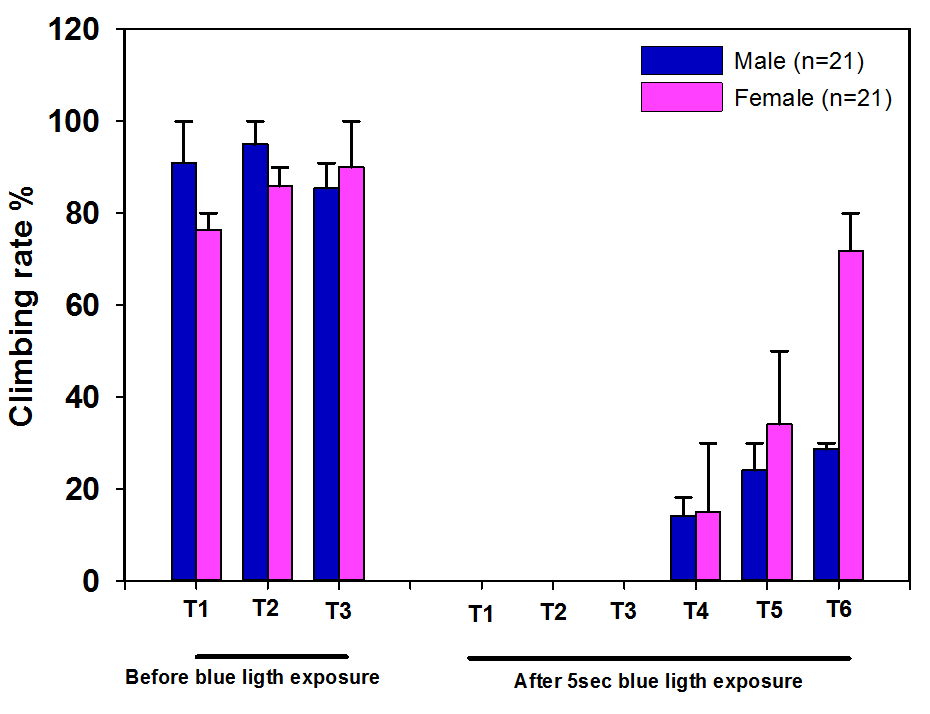 120
100
80
60
40
20
0
Climbing rate %
Male (n=21)
Female (n=21)
T1 T2 T3 T1 T2 T3 T4 T5 T6
Before blue ligth exposure
After 5sec blue ligth exposure